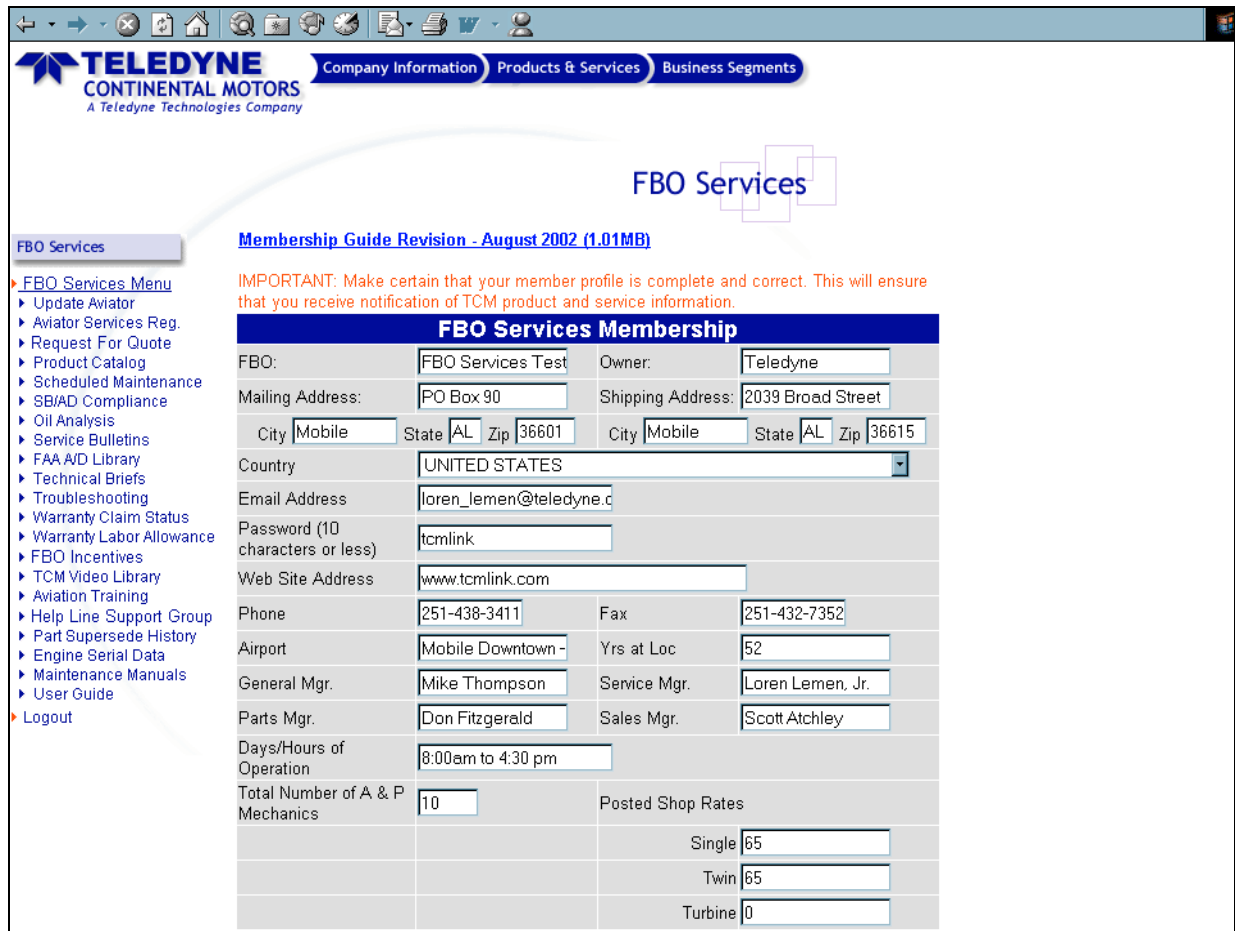 TELEDYNE
CONTINENTAL MOTORS
A Teledyne Technologies Company
Company Information Products & Services Business Segments
FBO Services
FBO Services
FBO Services Menu
Update Aviator
Aviator Services Reg.
Request For Quote
Product Catalog
Scheduled Maintenance
SB/AD Compliance
Oil Analysis
Service Bulletins
FAA A/D Library
Technical Briefs
Troubleshooting
Warranty Claim Status
Warranty Labor Allowance
FBO Incentives
TCM Video Library
Aviation Training
Help Line Support Group
Part Supersede History
Engine Serial Data
Maintenance Manuals
User Guide
Logout
Membership Guide Revision - August 2002 (1.01MB)
IMPORTANT: Make certain that your member profile is complete and correct. This will ensure
that you receive notification of TCM product and service information.
FBO Services Membership
FBO: FBO Services Test Owner: Teledyne
Mailing Address: PO Box 90 Shipping Address: 2039 Broad Street
City Mobile State AL Zip 36601 City Mobile State AL Zip 36615
Country UNITED STATES
Email Address loren_lemen@teledyne.c
Password (10
characters or less) tcmlink
Web Site Address www.tcmlink.com
Phone 251-438-3411 Fax 251-432-7352
Airport Mobile Downtown - Yrs at Loc 52
General Mgr. Mike Thompson Service Mgr. Loren Lemen, Jr.
Parts Mgr. Don Fitzgerald Sales Mgr. Scott Atchley
Days/Hours of
Operation 8:00am to 4:30 pm
Total Number of A & P
Mechanics 10 Posted Shop Rates
Single 65
Twin 65
Turbine 0